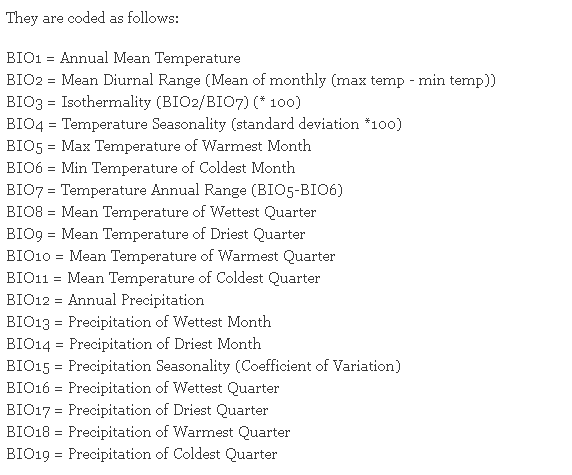 They are coded as follows:
BIO1 = Annual Mean Temperature
BIO2 = Mean Diurnal Range (Mean of monthly (max temp - min temp))
BIO3 = Isothermality (BIO2/BIO7) (* 100)
BIO4 = Temperature Seasonality (standard deviation *100)
BIO5 = Max Temperature of Warmest Month
BIO6 = Min Temperature of Coldest Month
BIO7 = Temperature Annual Range (BIO5-BIO6)
BIO8 = Mean Temperature of Wettest Quarter
BIO9 = Mean Temperature of Driest Quarter
BIO10 = Mean Temperature of Warmest Quarter
BIO11 = Mean Temperature of Coldest Quarter
BIO12 = Annual Precipitation
BIO13 = Precipitation of Wettest Month
BIO14 = Precipitation of Driest Month
BIO15 = Precipitation Seasonality (Coefficient of Variation)
BIO16 = Precipitation of Wettest Quarter
BIO17 = Precipitation of Driest Quarter
BIO18 = Precipitation of Warmest Quarter
BIO19 = Precipitation of Coldest Quarter